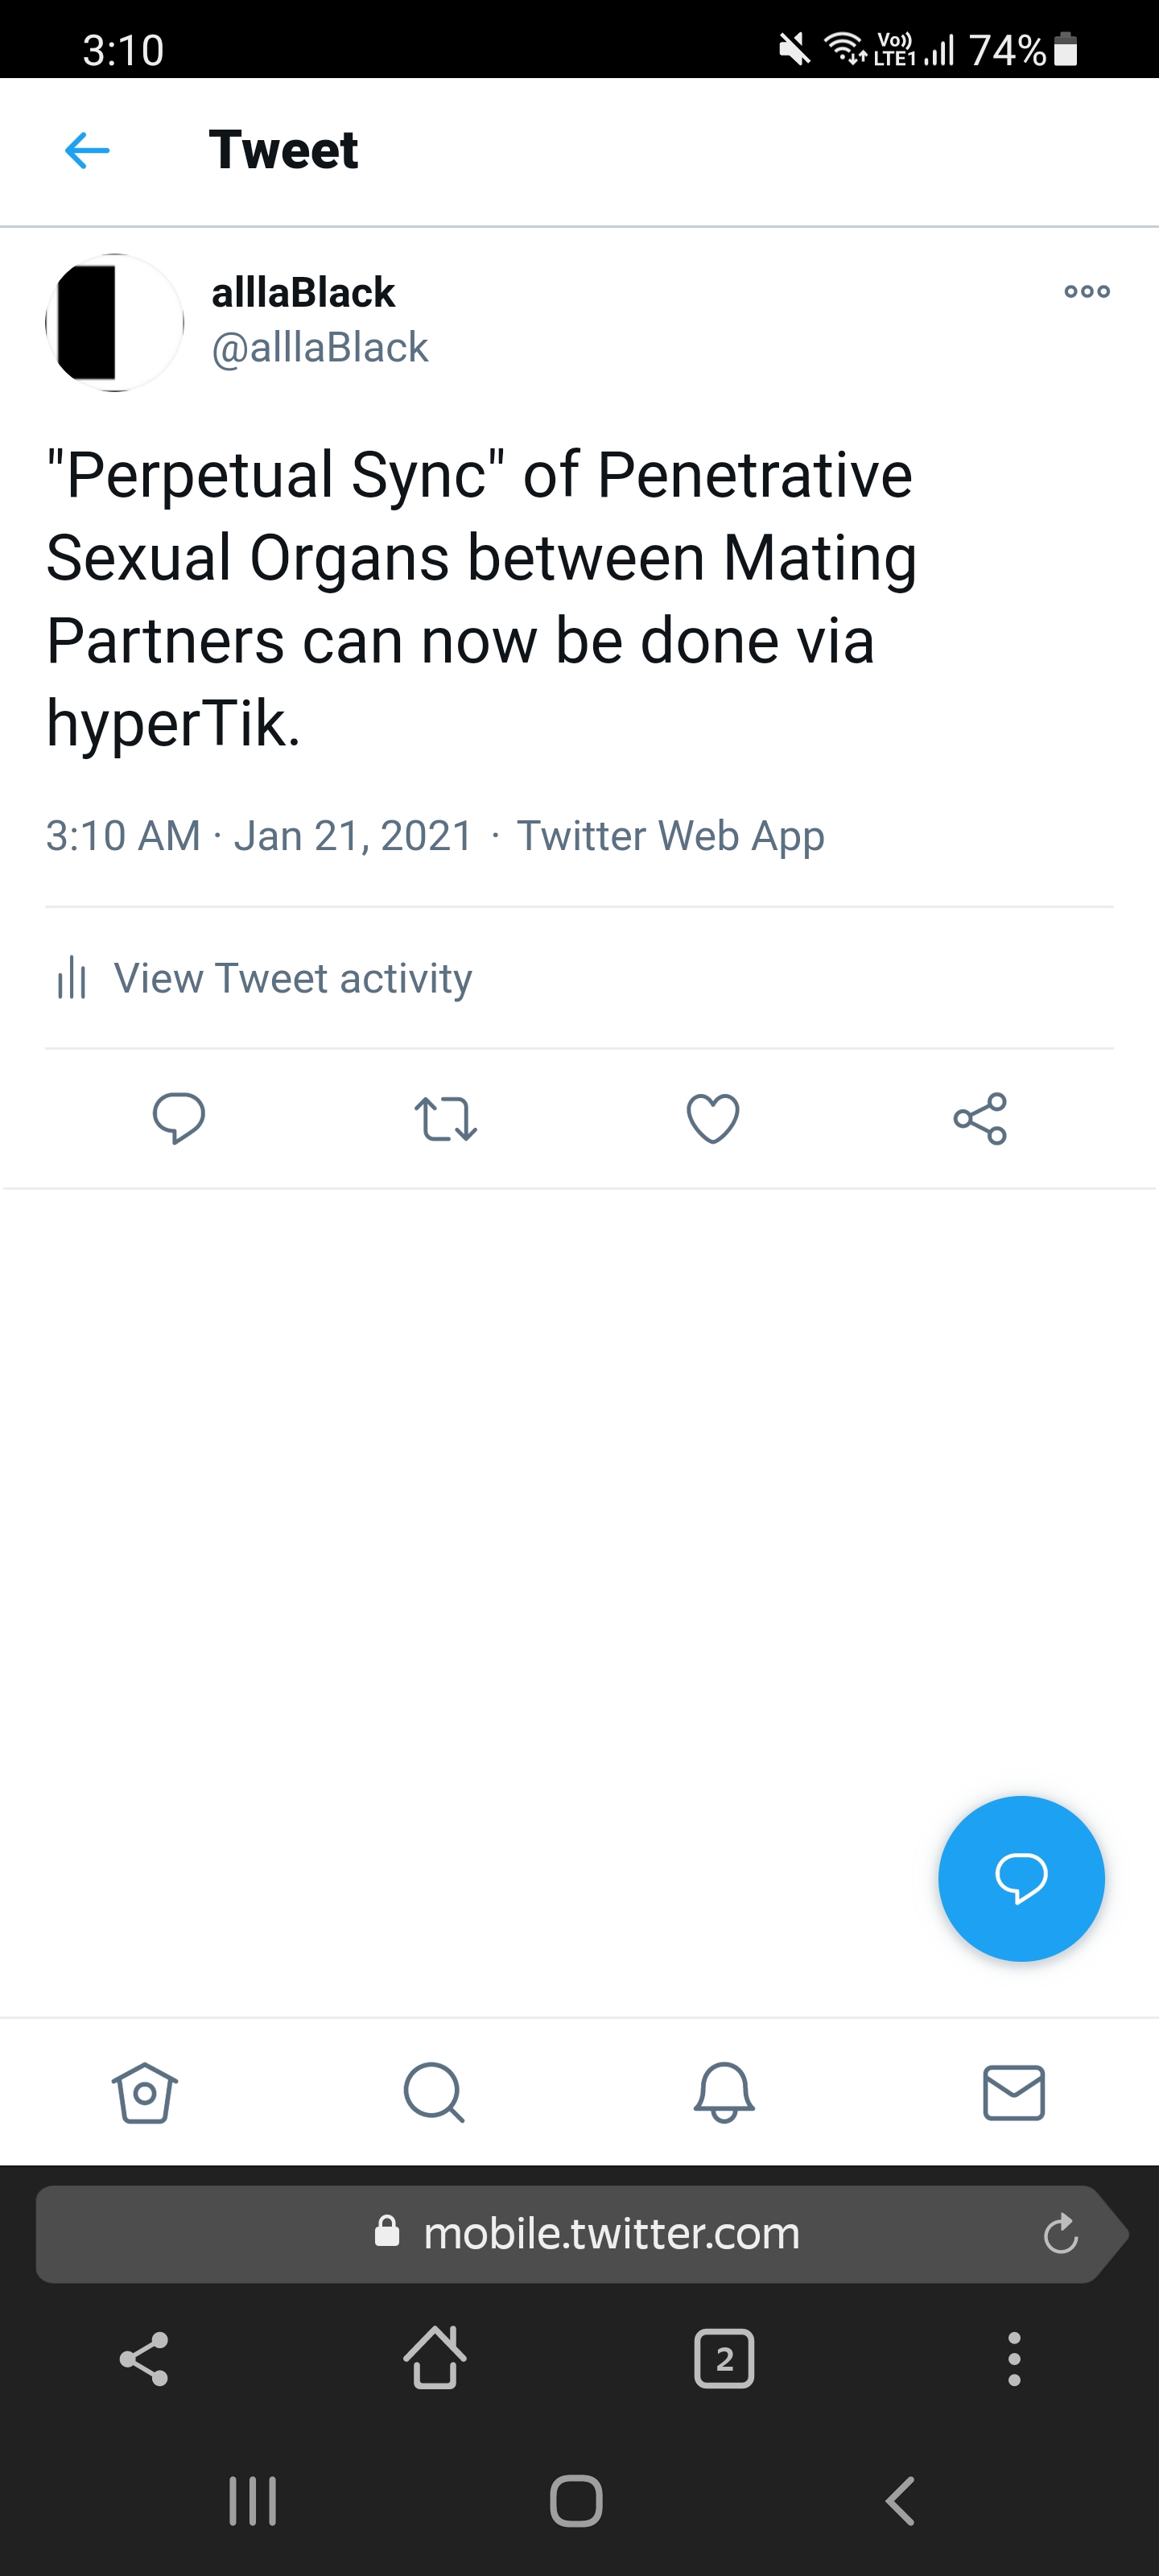 3:10 Vo)) LTE1 74%
Tweet
alllaBlack
@alllaBlack
"Perpetual Sync" of Penetrative
Sexual Organs between Mating
Partners can now be done via
hyperTik.
3:10 AM · Jan 21, 2021 · Twitter Web App
View Tweet activity
mobile.twitter.com
2